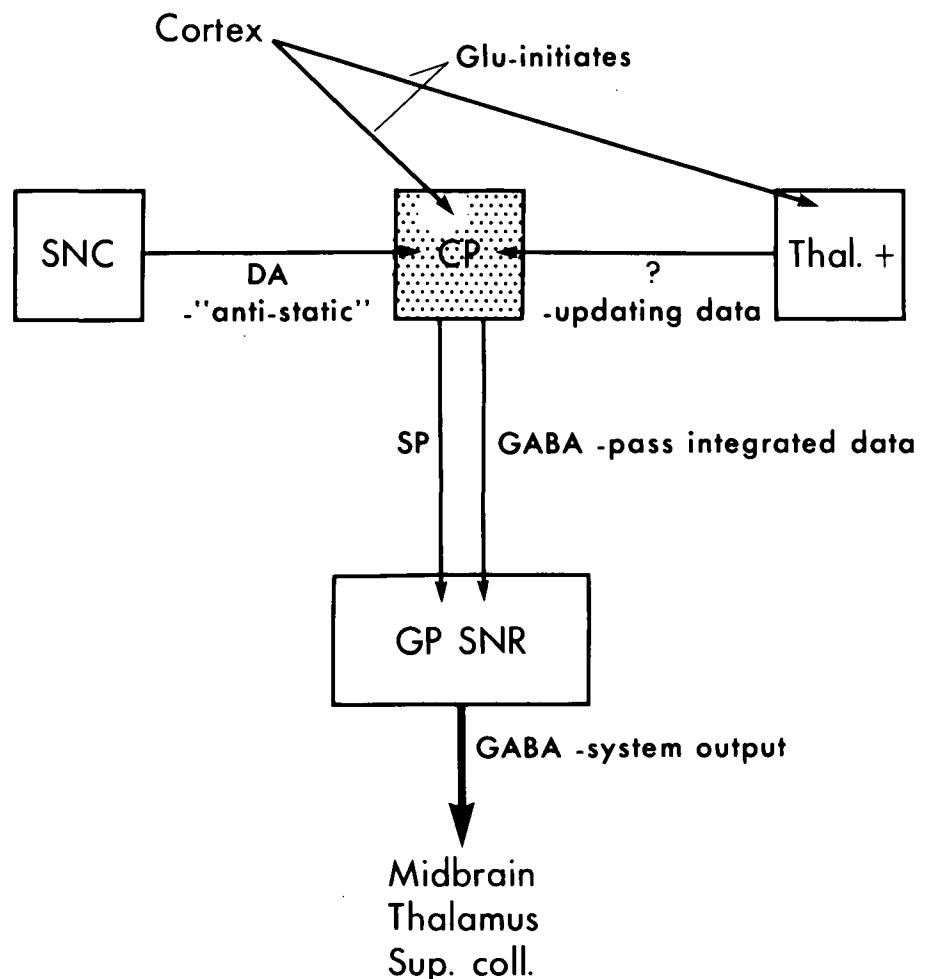 Cortex
Glu-initiates
SNC
CP
Thal. +
DA
-"anti-static"
?
-updating data
SP
GABA -pass integrated data
GP SNR
GABA -system output
Midbrain
Thalamus
Sup. coll.